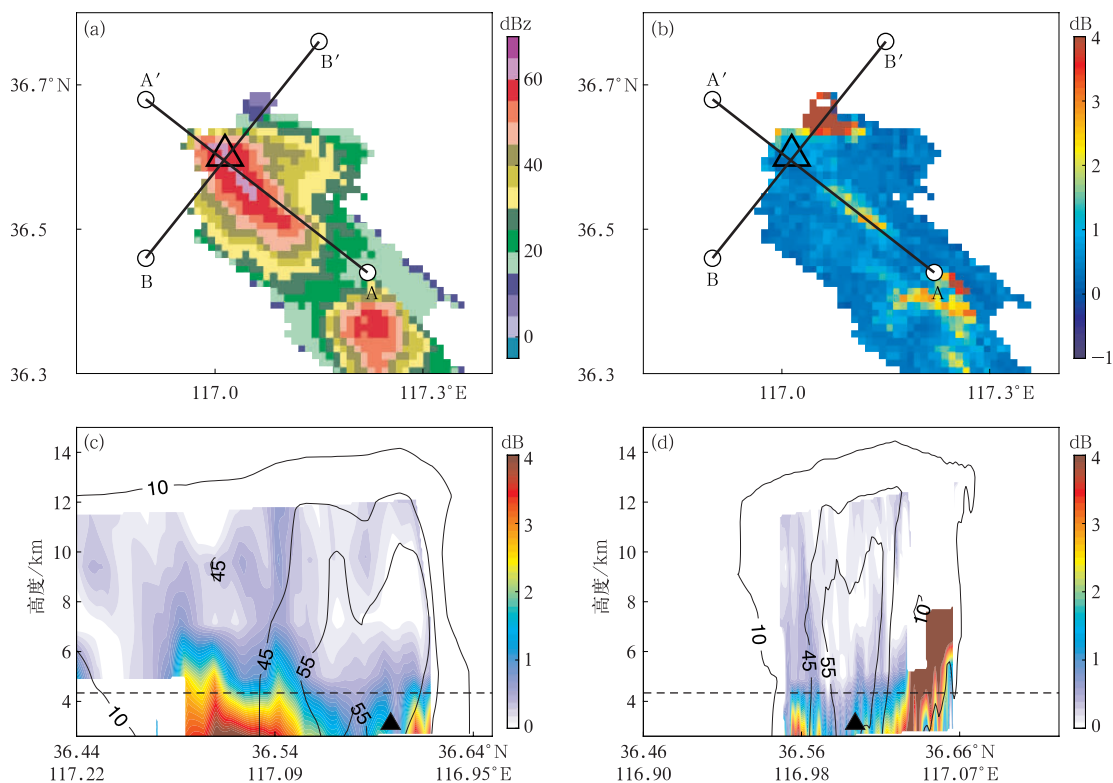 (a)
dBz
60
40
20
0
A′
B′
B
A
36.7°N
36.5
36.3
117.0
117.3°E
(b)
dB
4
3
2
1
0
−1
A′
B′
B
A
36.7°N
36.5
36.3
117.0
117.3°E
(c)
dB
4
3
2
1
0
高度/km
14
12
10
8
6
4
10
45
45
55
55
10
36.44
36.54
36.64°N
117.22
117.09
116.95°E
(d)
dB
4
3
2
1
0
高度/km
14
12
10
8
6
4
10
10
45
55
36.46
36.56
36.66°N
116.90
116.98
117.07°E